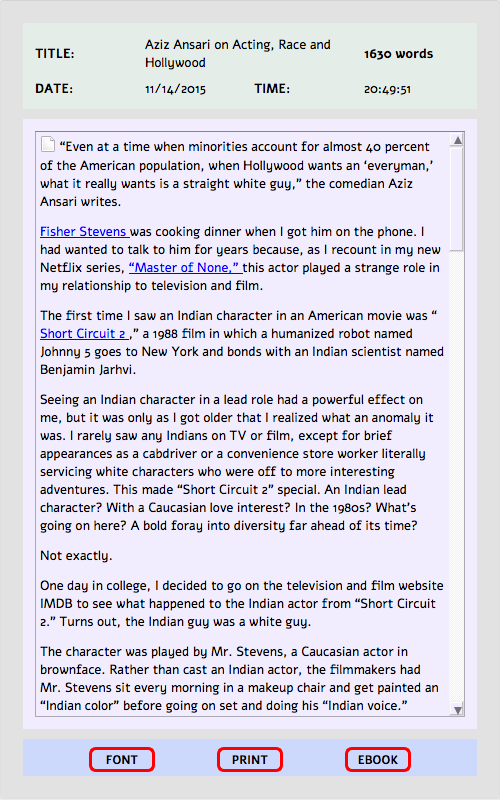 TITLE: Aziz Ansari on Acting, Race and Hollywood 1630 words
DATE: 11/14/2015 TIME: 20:49:51
“Even at a time when minorities account for almost 40 percent
of the American population, when Hollywood wants an ‘everyman,’
what it really wants is a straight white guy,” the comedian Aziz
Ansari writes.
Fisher Stevens was cooking dinner when I got him on the phone. I
had wanted to talk to him for years because, as I recount in my new
Netflix series, “Master of None,” this actor played a strange role in
my relationship to television and film.
The first time I saw an Indian character in an American movie was “
Short Circuit 2 ,” a 1988 film in which a humanized robot named
Johnny 5 goes to New York and bonds with an Indian scientist named
Benjamin Jarhvi.
Seeing an Indian character in a lead role had a powerful effect on
me, but it was only as I got older that I realized what an anomaly it
was. I rarely saw any Indians on TV or film, except for brief
appearances as a cabdriver or a convenience store worker literally
servicing white characters who were off to more interesting
adventures. This made “Short Circuit 2” special. An Indian lead
character? With a Caucasian love interest? In the 1980s? What’s
going on here? A bold foray into diversity far ahead of its time?
Not exactly.
One day in college, I decided to go on the television and film website
IMDB to see what happened to the Indian actor from “Short Circuit
2.” Turns out, the Indian guy was a white guy.
The character was played by Mr. Stevens, a Caucasian actor in
brownface. Rather than cast an Indian actor, the filmmakers had
Mr. Stevens sit every morning in a makeup chair and get painted an
“Indian color” before going on set and doing his “Indian voice.”
FONT PRINT EBOOK